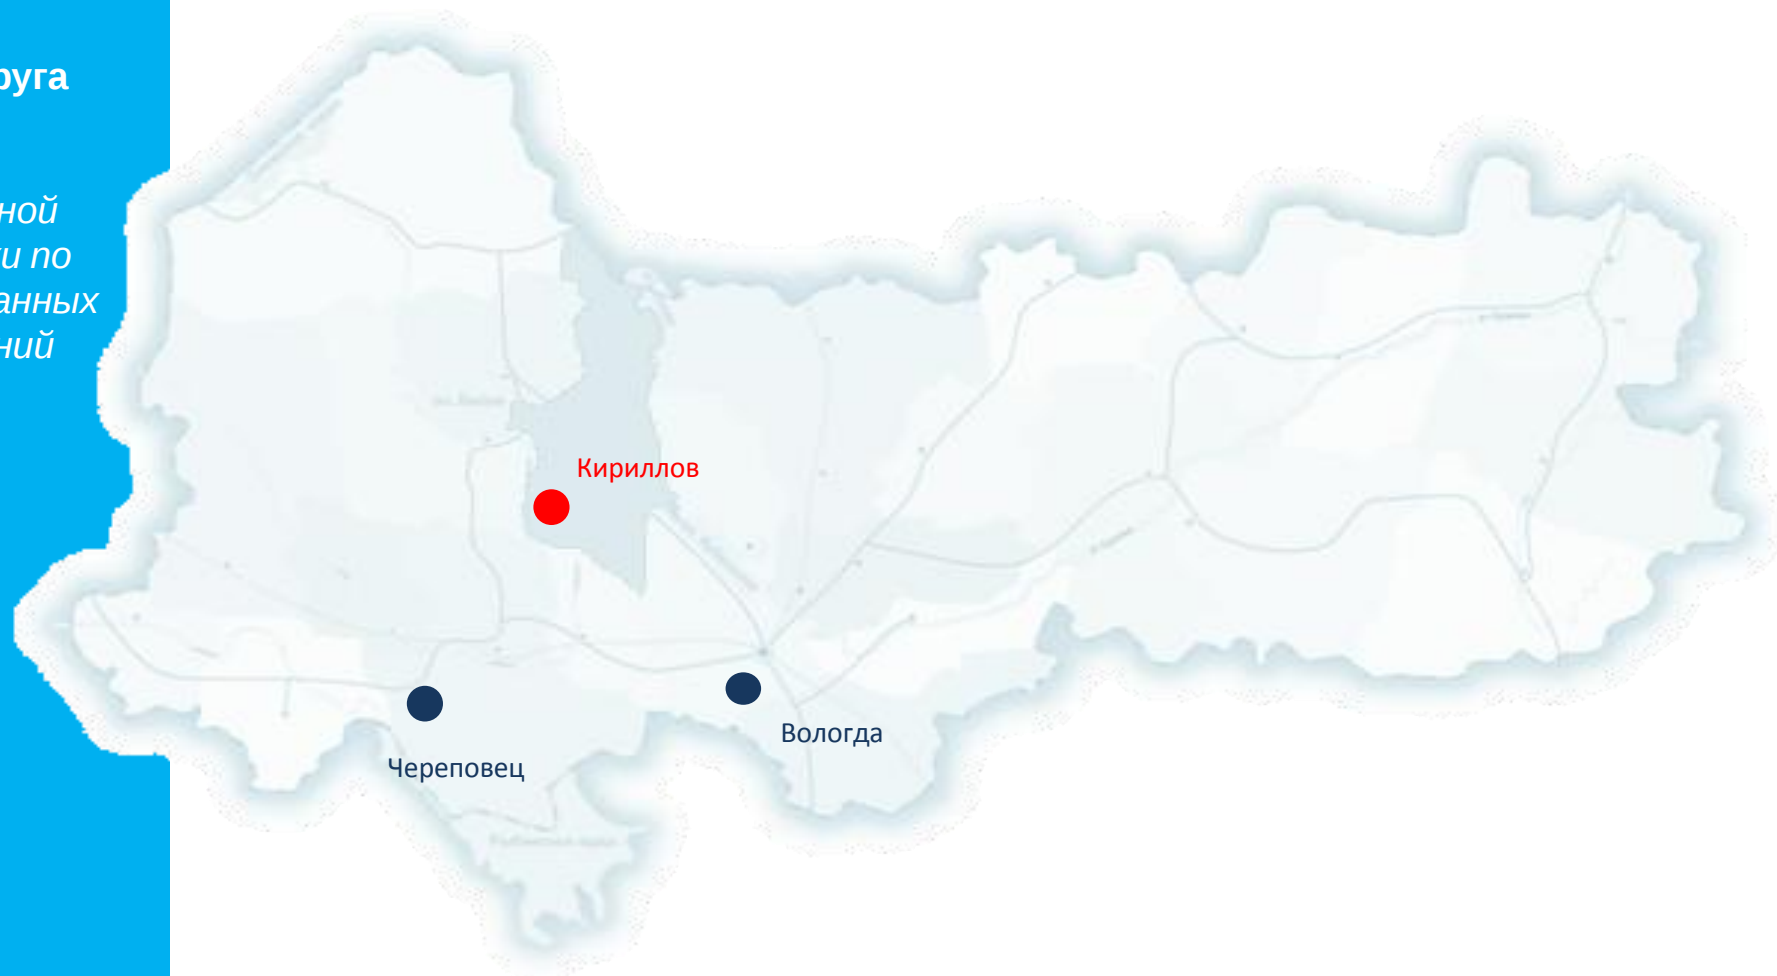 руга
ной
и по
анных
ний
Кириллов
Вологда
Череповец